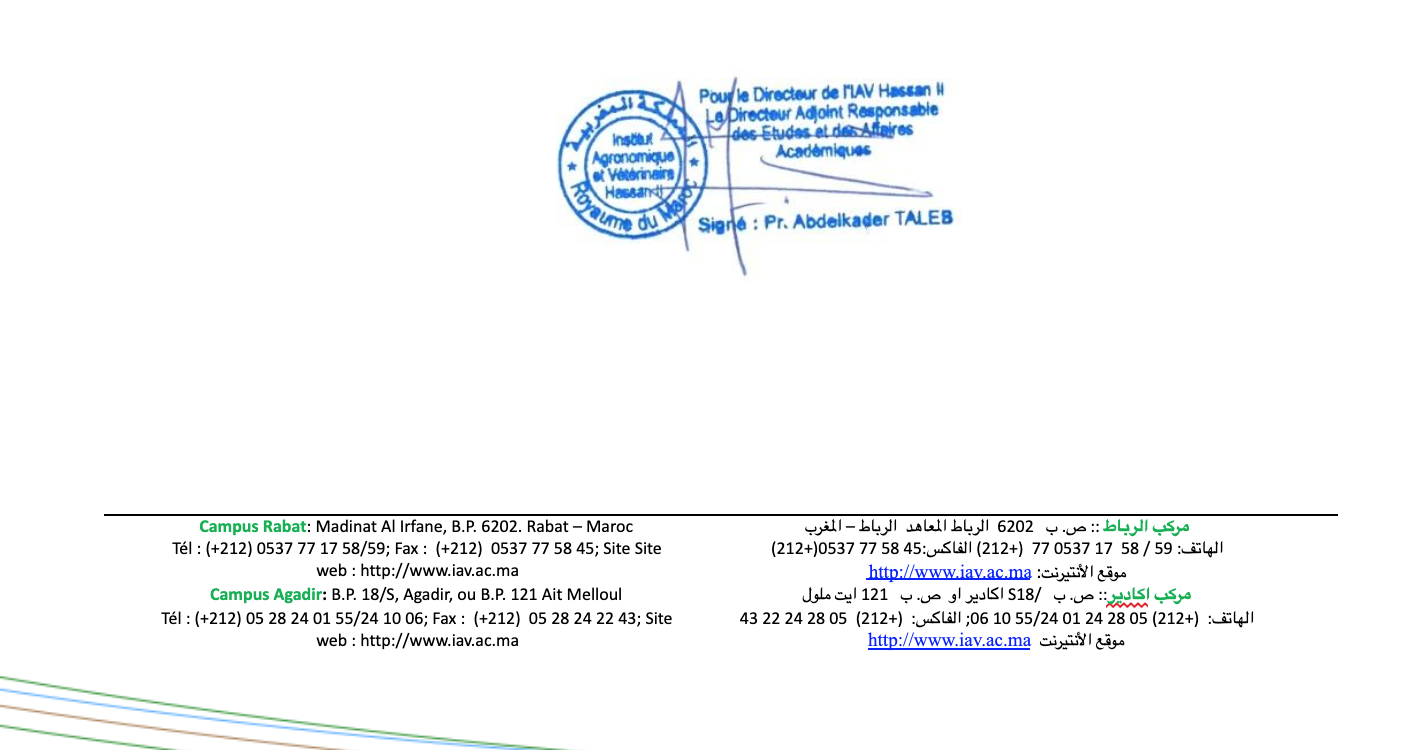 المملكة المغربية
Institut
Agronomique
et Vétérinaire
Hassan II
Royaume du Maroc
Pour le Directeur de l'IAV Hassan II
Le Directeur Adjoint Responsable
des Etudes et des Affaires
Académiques
Signé : Pr. Abdelkader TALEB
Campus Rabat: Madinat Al Irfane, B.P. 6202. Rabat – Maroc
Tél : (+212) 0537 77 17 58/59; Fax : (+212) 0537 77 58 45; Site Site
web : http://www.iav.ac.ma
Campus Agadir: B.P. 18/S, Agadir, ou B.P. 121 Ait Melloul
Tél : (+212) 05 28 24 01 55/24 10 06; Fax : (+212) 05 28 24 22 43; Site
web : http://www.iav.ac.ma
مركب الرباط :: ص. ب 6202 الرباط المعاهد الرباط – المغرب
الهاتف: 59 / 58 17 0537 77 (+212) الفاكس:45 58 77 0537(+212)
موقع الأنتيرنت: http://www.iav.ac.ma
مركب اكادير:: ص. ب /S18 اكادير او ص. ب 121 ايت ملول
الهاتف: (+212) 05 28 24 01 55/24 10 06; الفاكس: (+212) 05 28 24 22 43
موقع الأنتيرنت http://www.iav.ac.ma